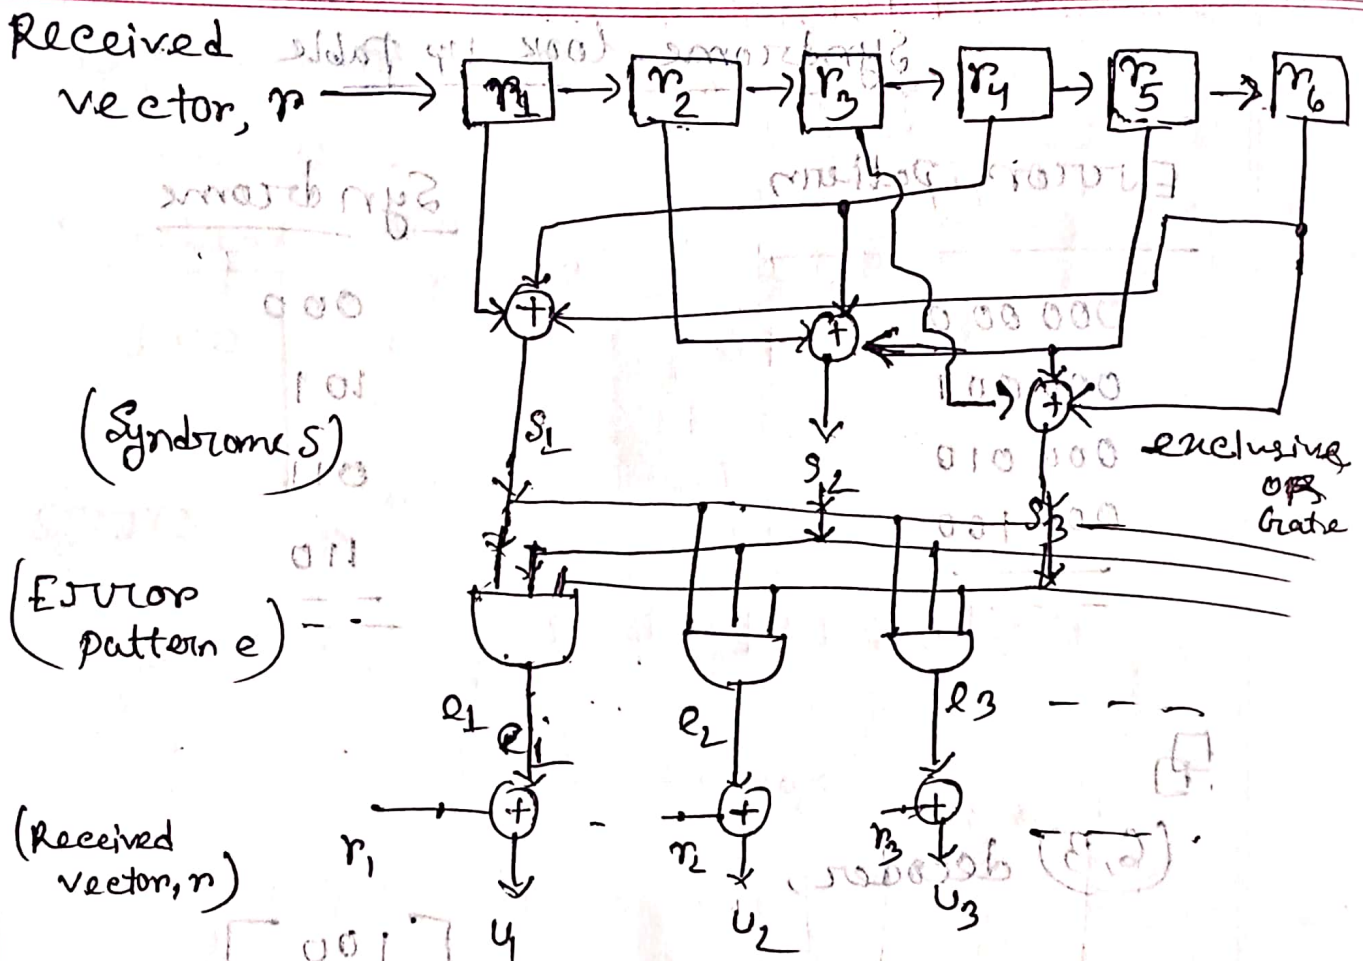 Received
vector, r
r1 r2 r3 r4 r5 r6
+
+
+
(Syndrome S)
S1
S2
S3
exclusive
OR
Gate
(Error
pattern e)
e1
e2
e3
+ + +
(Received
vector, r)
r1
r2
r3
U1
U2
U3